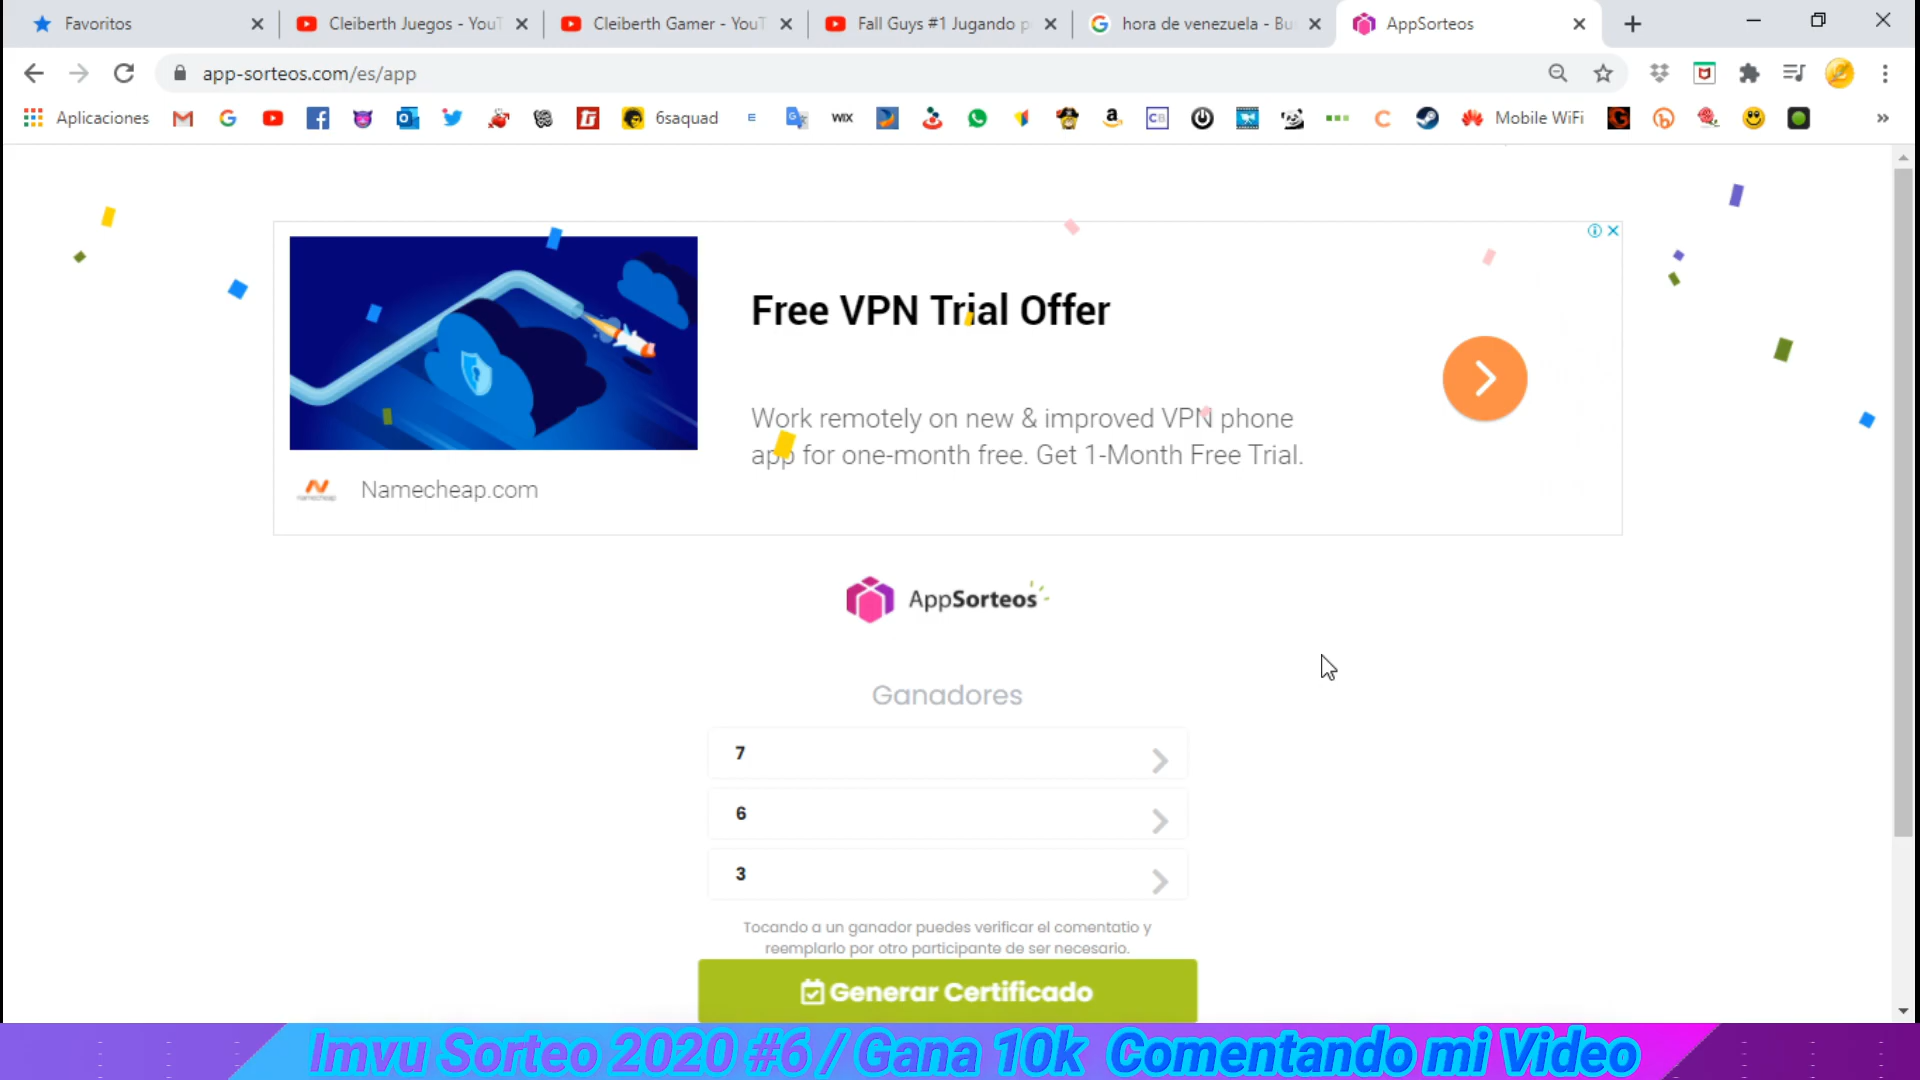 Favoritos
Cleiberth Juegos - YouT
Cleiberth Gamer - YouT
Fall Guys #1 Jugando p
hora de venezuela - Bu
AppSorteos
app-sorteos.com/es/app
Aplicaciones
6squad
WIX
CB
Mobile WiFi
Free VPN Trial Offer
Work remotely on new & improved VPN phone
app for one-month free. Get 1-Month Free Trial.
Namecheap.com
AppSorteos
Ganadores
7
6
3
Tocando a un ganador puedes verificar el comentatio y
reemplarlo por otro participante de ser necesario.
Generar Certificado
Imvu Sorteo 2020 #6 / Gana 10k Comentando mi Video